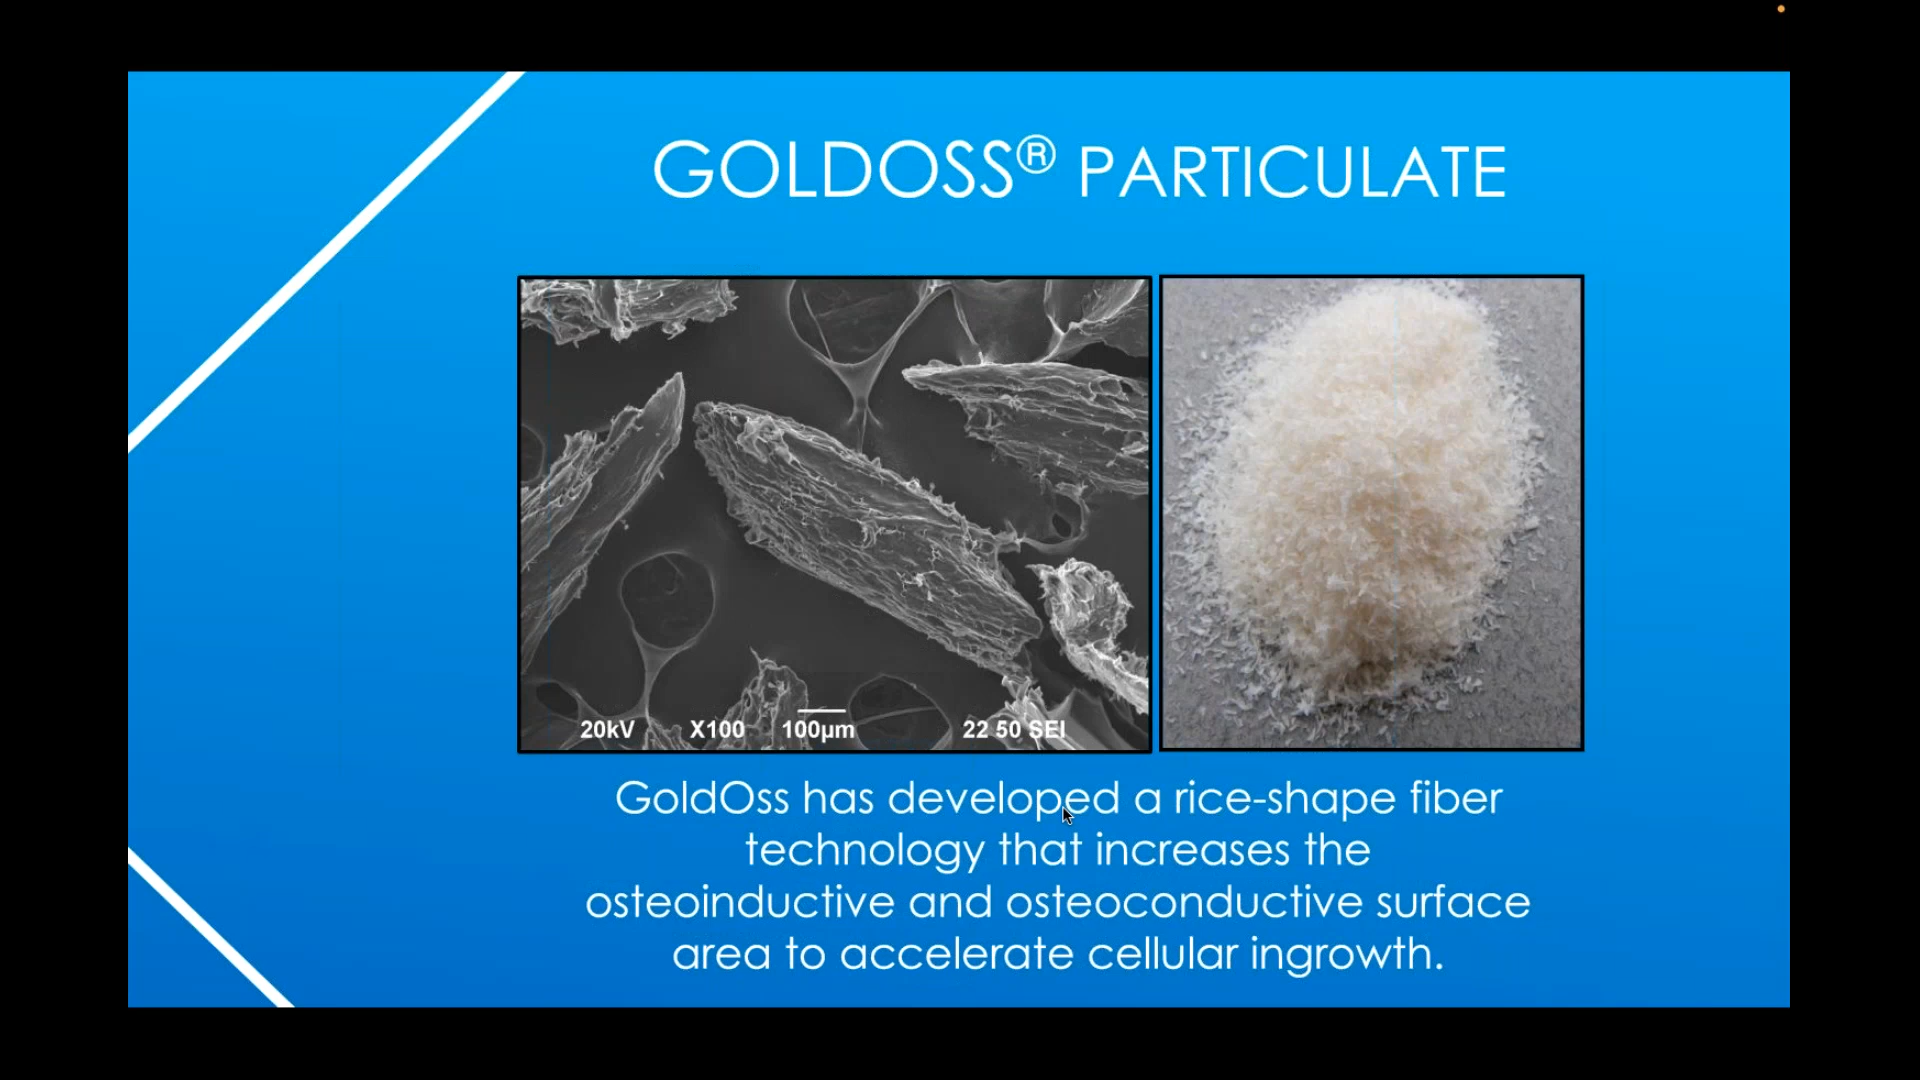 GOLDOSS® PARTICULATE
20kV X100 100µm 22 50 SEI
GoldOss has developed a rice-shape fiber
technology that increases the
osteoinductive and osteoconductive surface
area to accelerate cellular ingrowth.